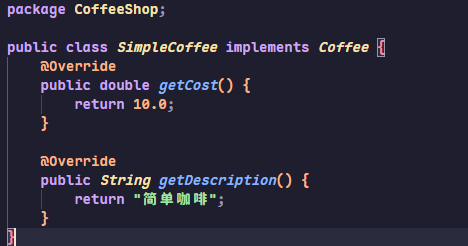 package CoffeeShop;
public class SimpleCoffee implements Coffee {
@Override
public double getCost() {
return 10.0;
}
@Override
public String getDescription() {
return "简单咖啡";
}
}